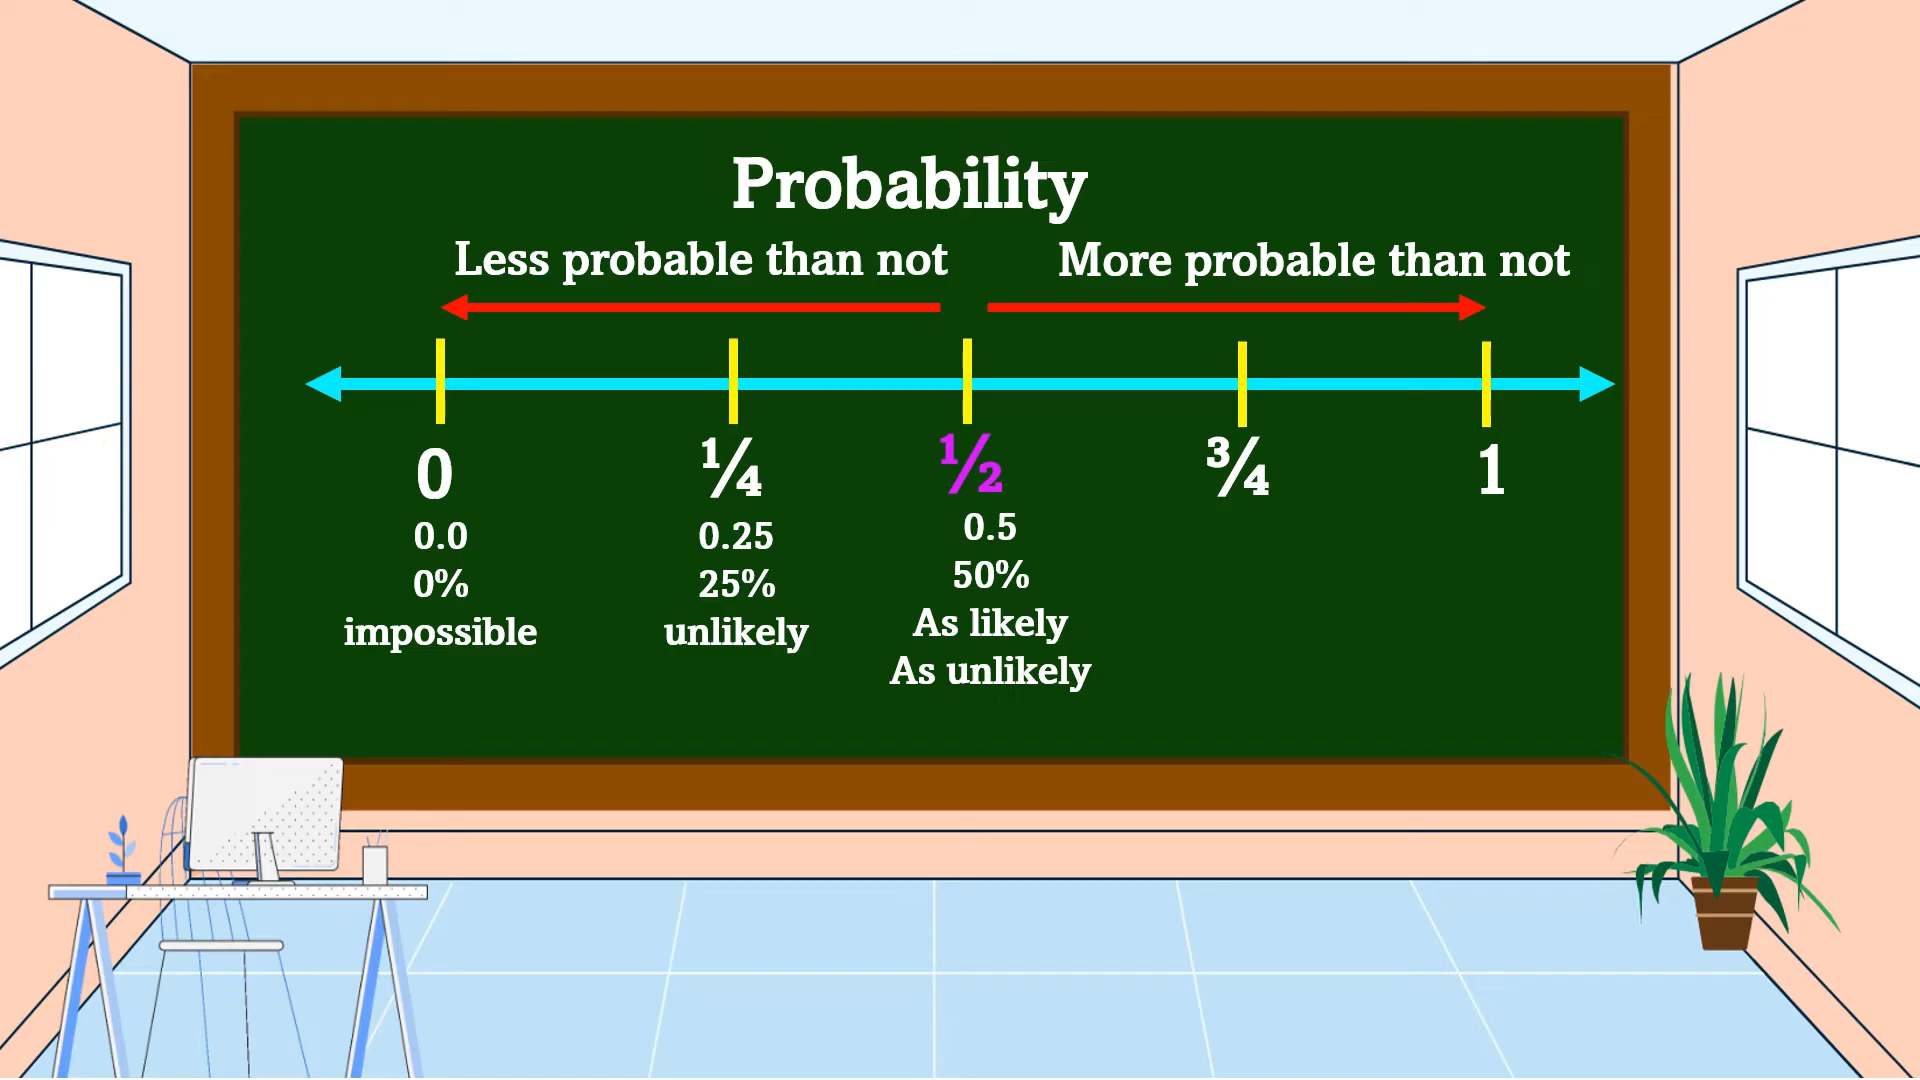 Probability
Less probable than not
More probable than not
0
¼
½
¾
1
0.0
0.25
0.5
0%
25%
50%
impossible
unlikely
As likely
As unlikely